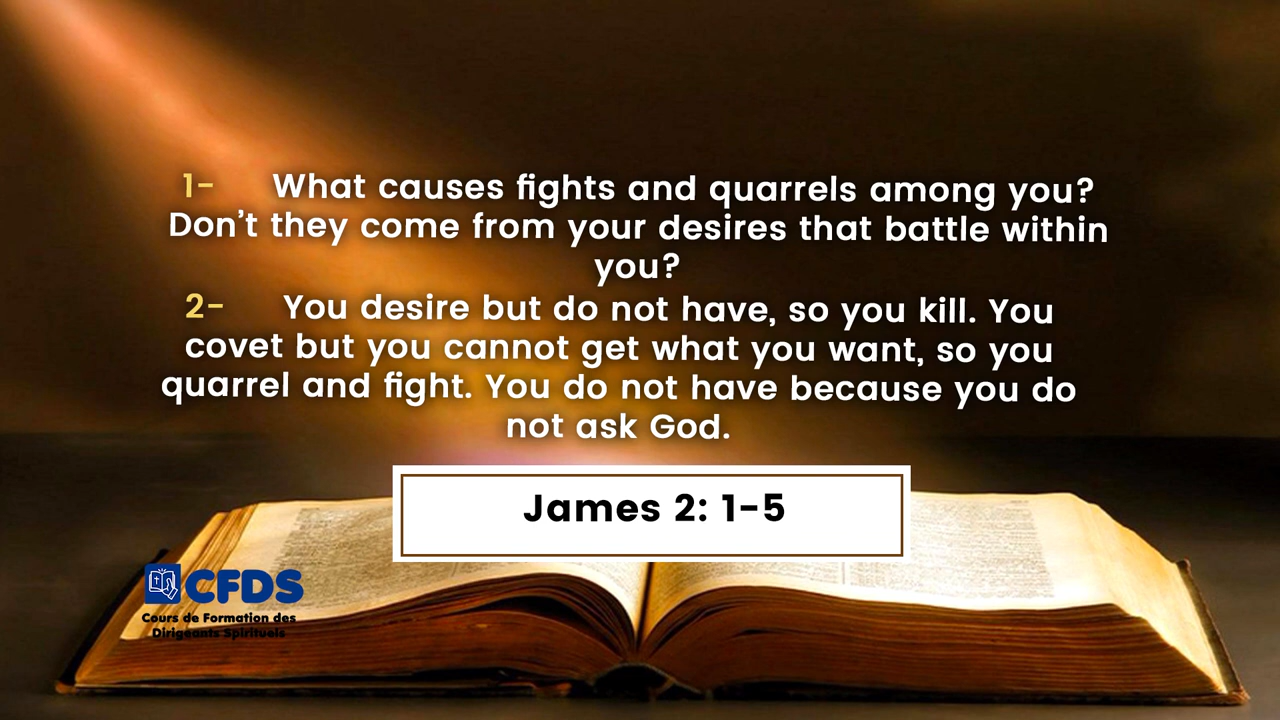 1- What causes fights and quarrels among you?
Don’t they come from your desires that battle within
you?
2- You desire but do not have, so you kill. You
covet but you cannot get what you want, so you
quarrel and fight. You do not have because you do
not ask God.
James 2: 1-5
CFDS
Cours de Formation des
Dirigeants Spirituels